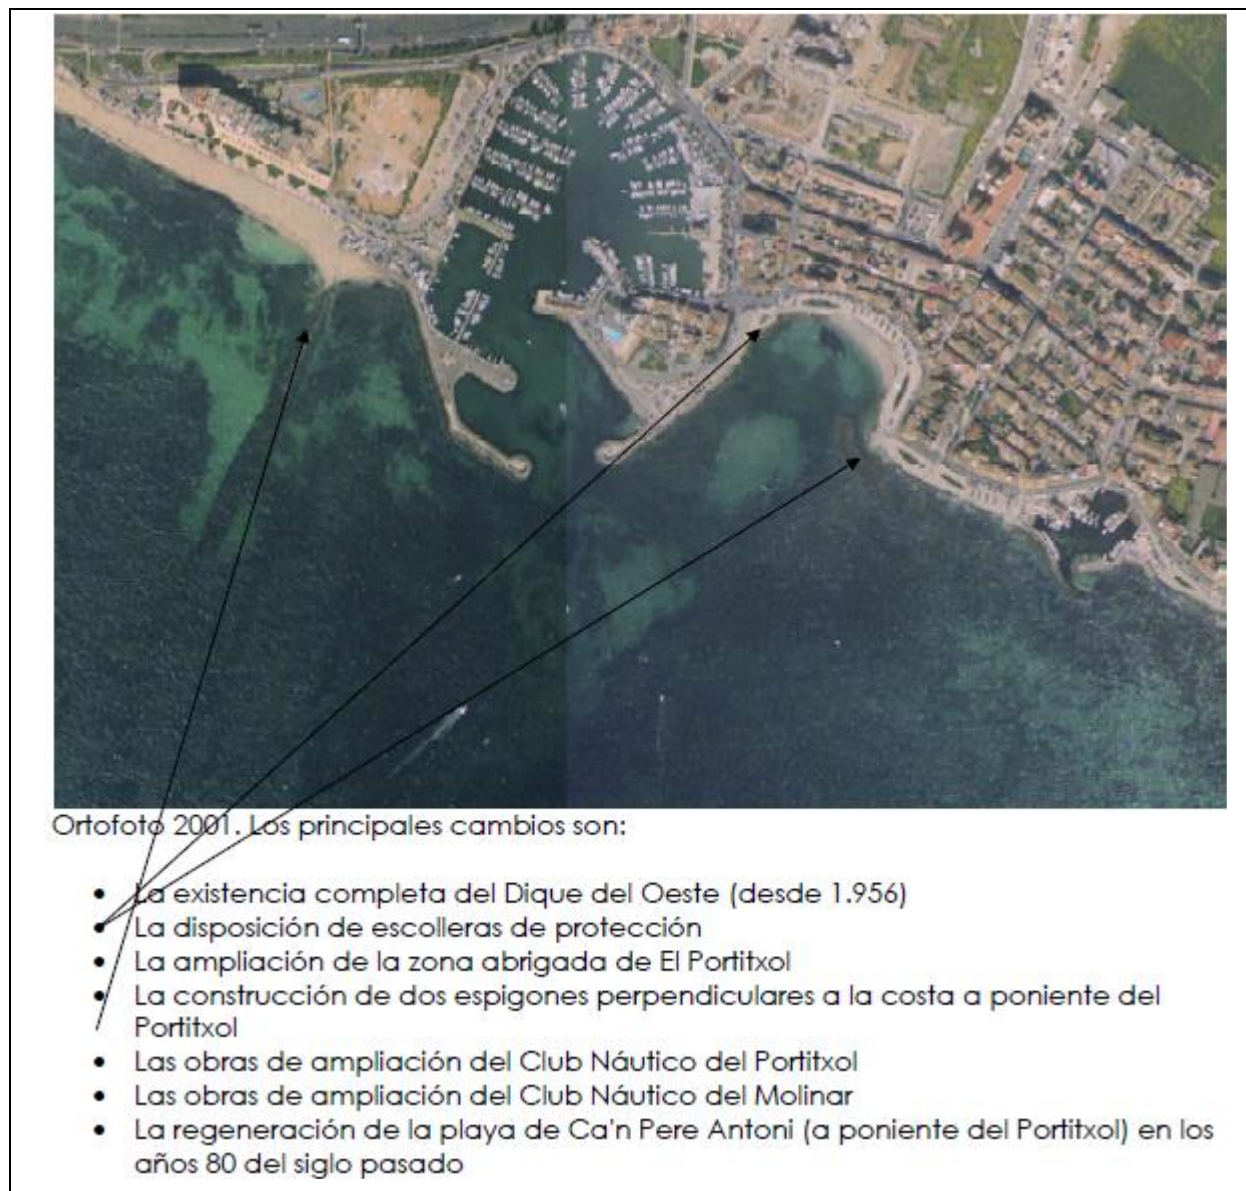 Ortofoto 2001. Los principales cambios son:
• La existencia completa del Dique del Oeste (desde 1.956)
• La disposición de escolleras de protección
• La ampliación de la zona abrigada de El Portitxol
• La construcción de dos espigones perpendiculares a la costa a poniente del
Portitxol
• Las obras de ampliación del Club Náutico del Portitxol
• Las obras de ampliación del Club Náutico del Molinar
• La regeneración de la playa de Ca'n Pere Antoni (a poniente del Portitxol) en los
años 80 del siglo pasado